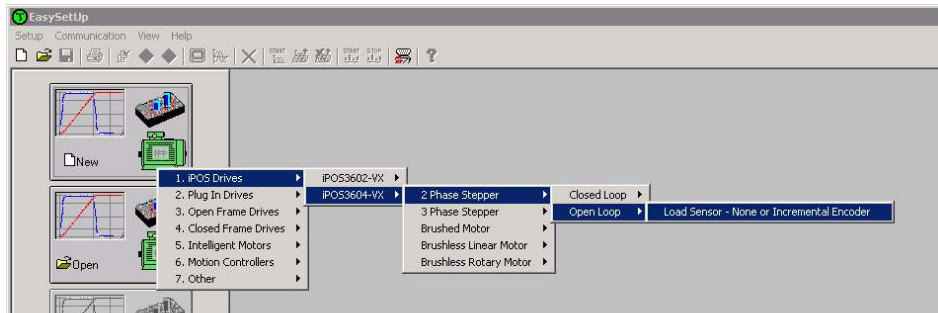 EasySetUp
Setup Communication View Help
START START STOP ?
New
Open
1. iPOS Drives
2. Plug In Drives
3. Open Frame Drives
4. Closed Frame Drives
5. Intelligent Motors
6. Motion Controllers
7. Other
iPOS3602-VX
iPOS3604-VX
2 Phase Stepper
3 Phase Stepper
Brushed Motor
Brushless Linear Motor
Brushless Rotary Motor
Closed Loop
Open Loop
Load Sensor - None or Incremental Encoder